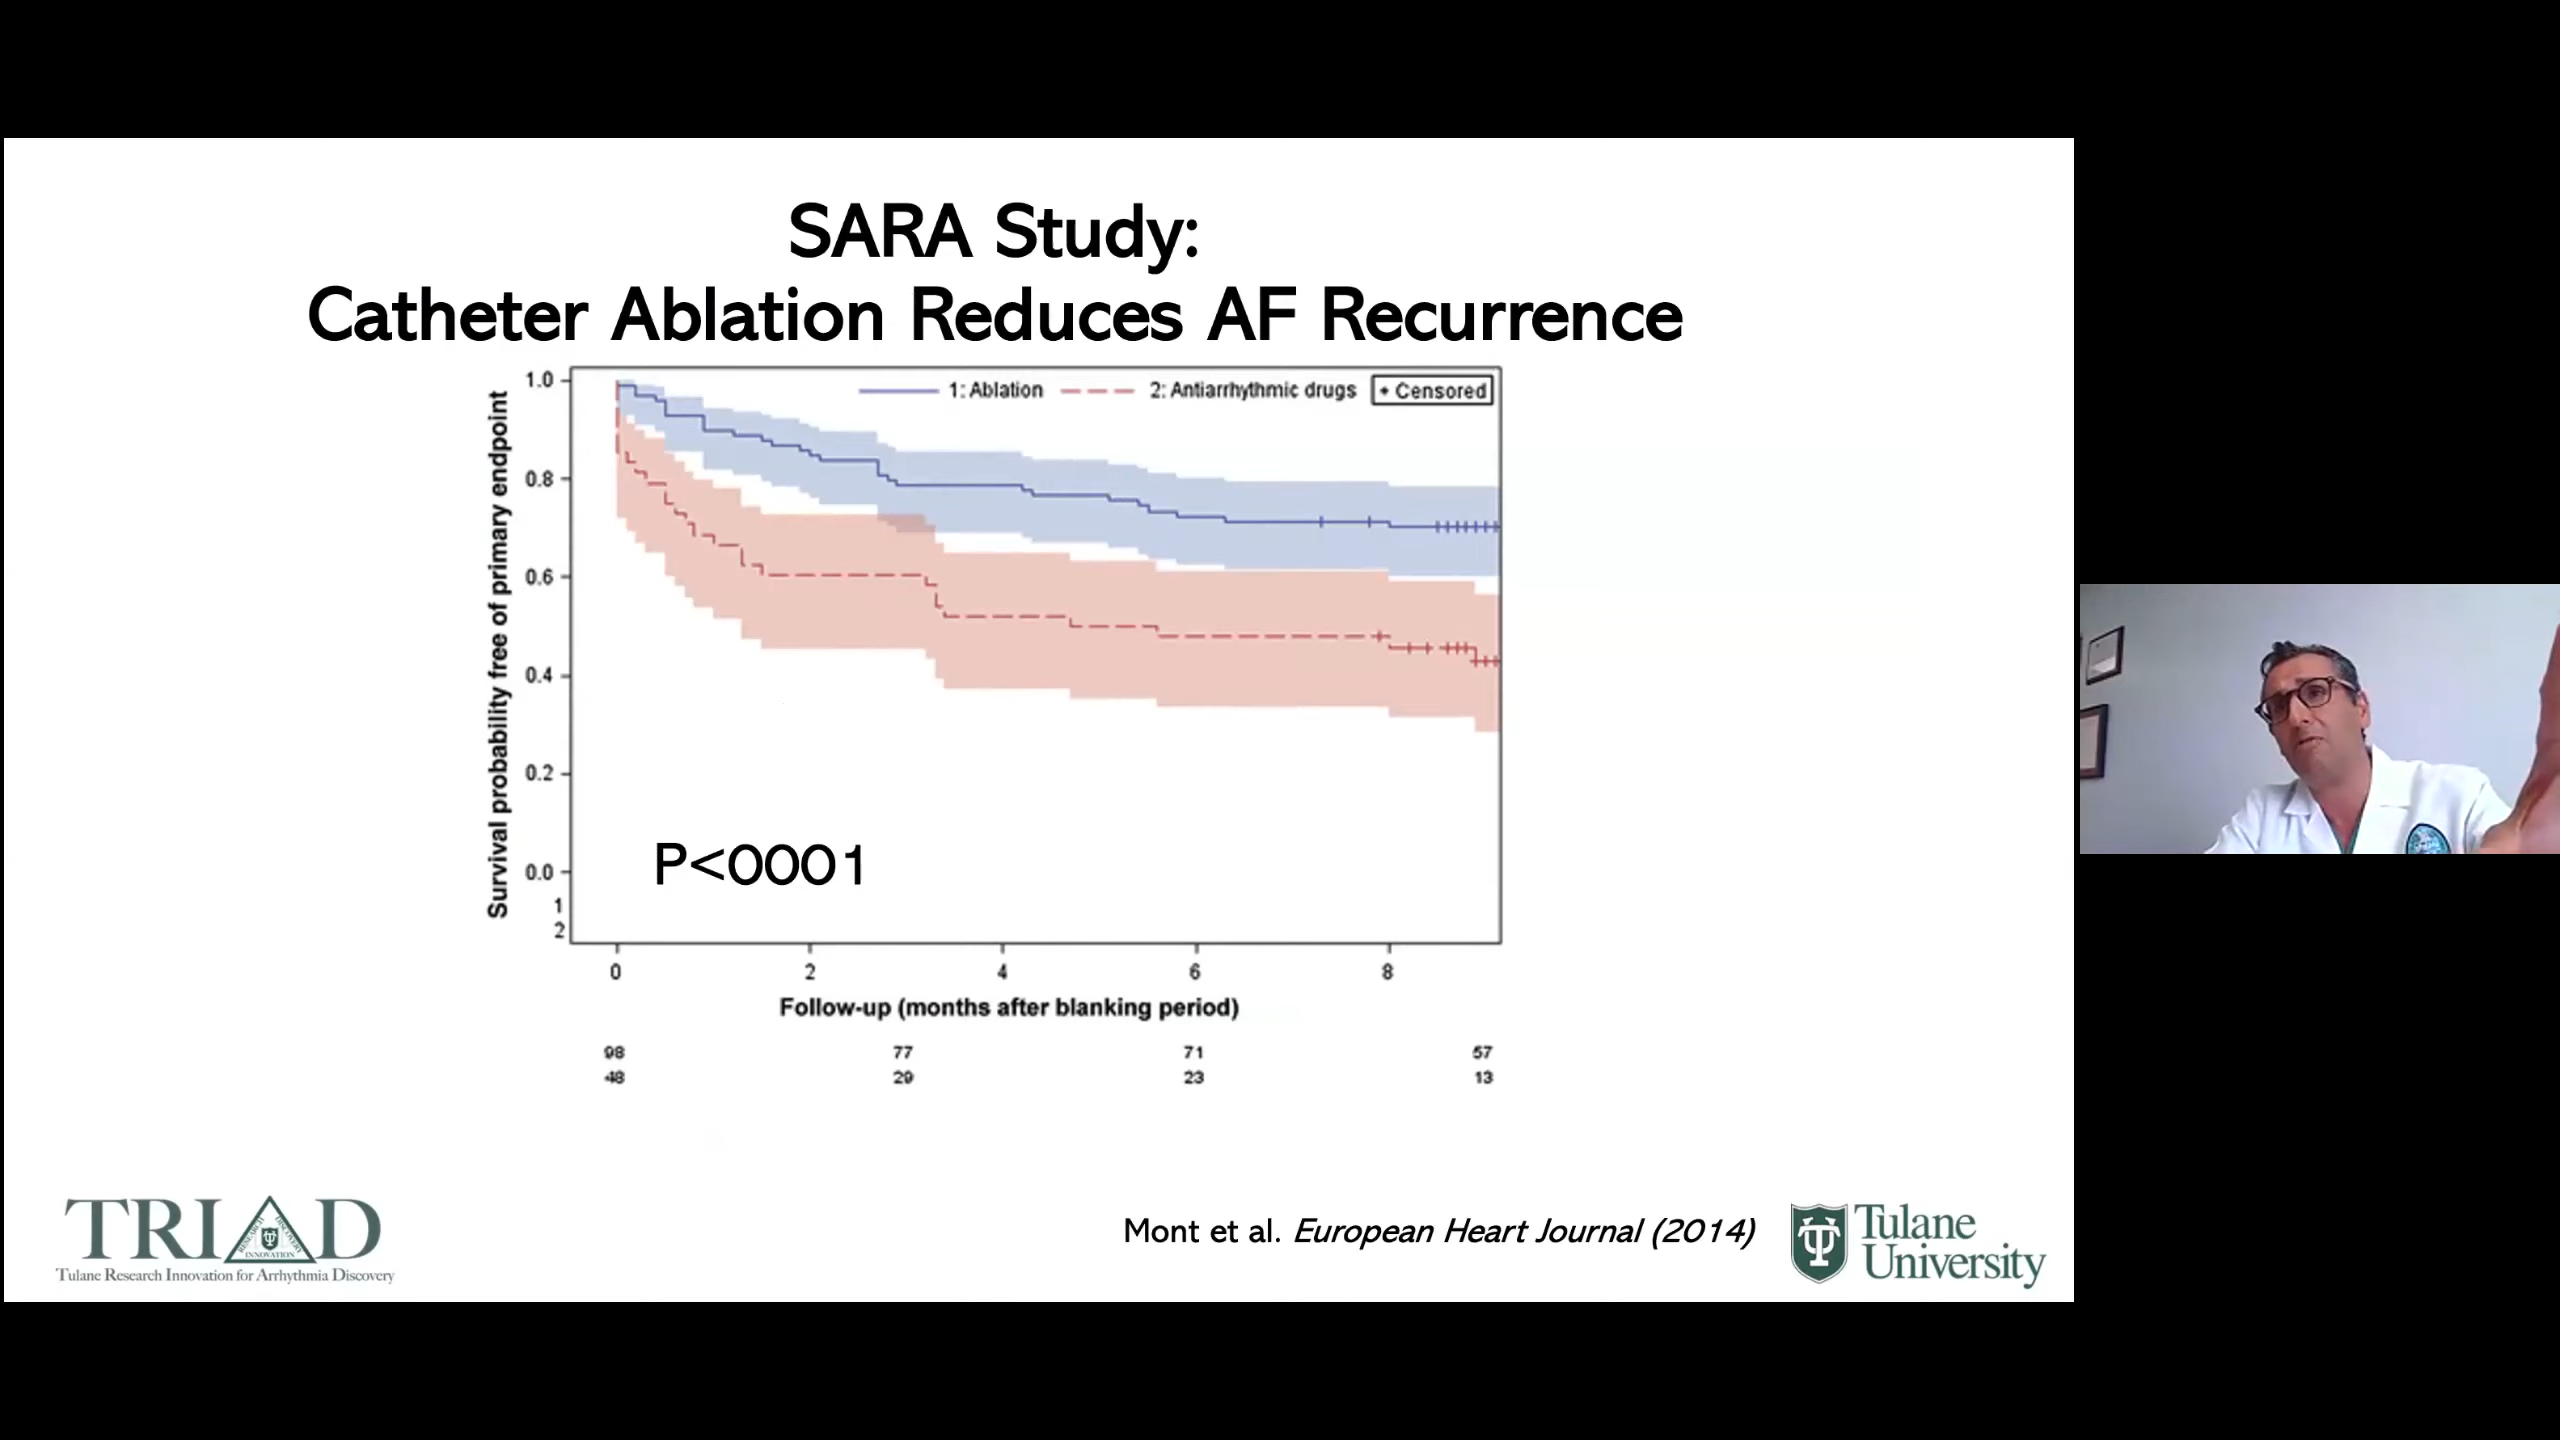 SARA Study:
Catheter Ablation Reduces AF Recurrence
1: Ablation 2: Antiarrhythmic drugs + Censored
Survival probability free of primary endpoint
1.0
0.8
0.6
0.4
0.2
0.0
1
2
P<0001
0 2 4 6 8
Follow-up (months after blanking period)
98 77 71 57
48 29 23 13
TRIAD
RESEARCH INNOVATION DISCOVERY
Tulane Research Innovation for Arrhythmia Discovery
Mont et al. European Heart Journal (2014)
Tulane
University